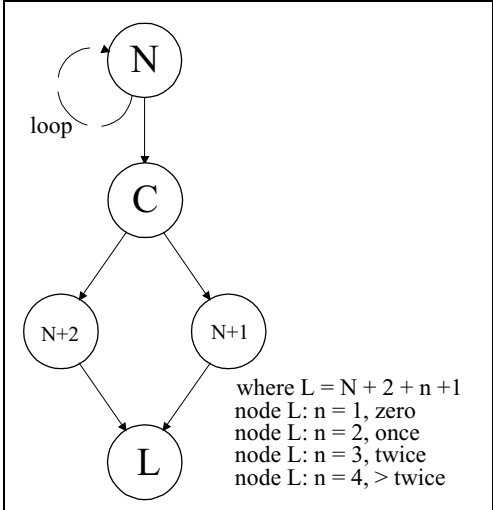 N
loop
C
N+2
N+1
where L = N + 2 + n +1
node L: n = 1, zero
node L: n = 2, once
node L: n = 3, twice
node L: n = 4, > twice
L